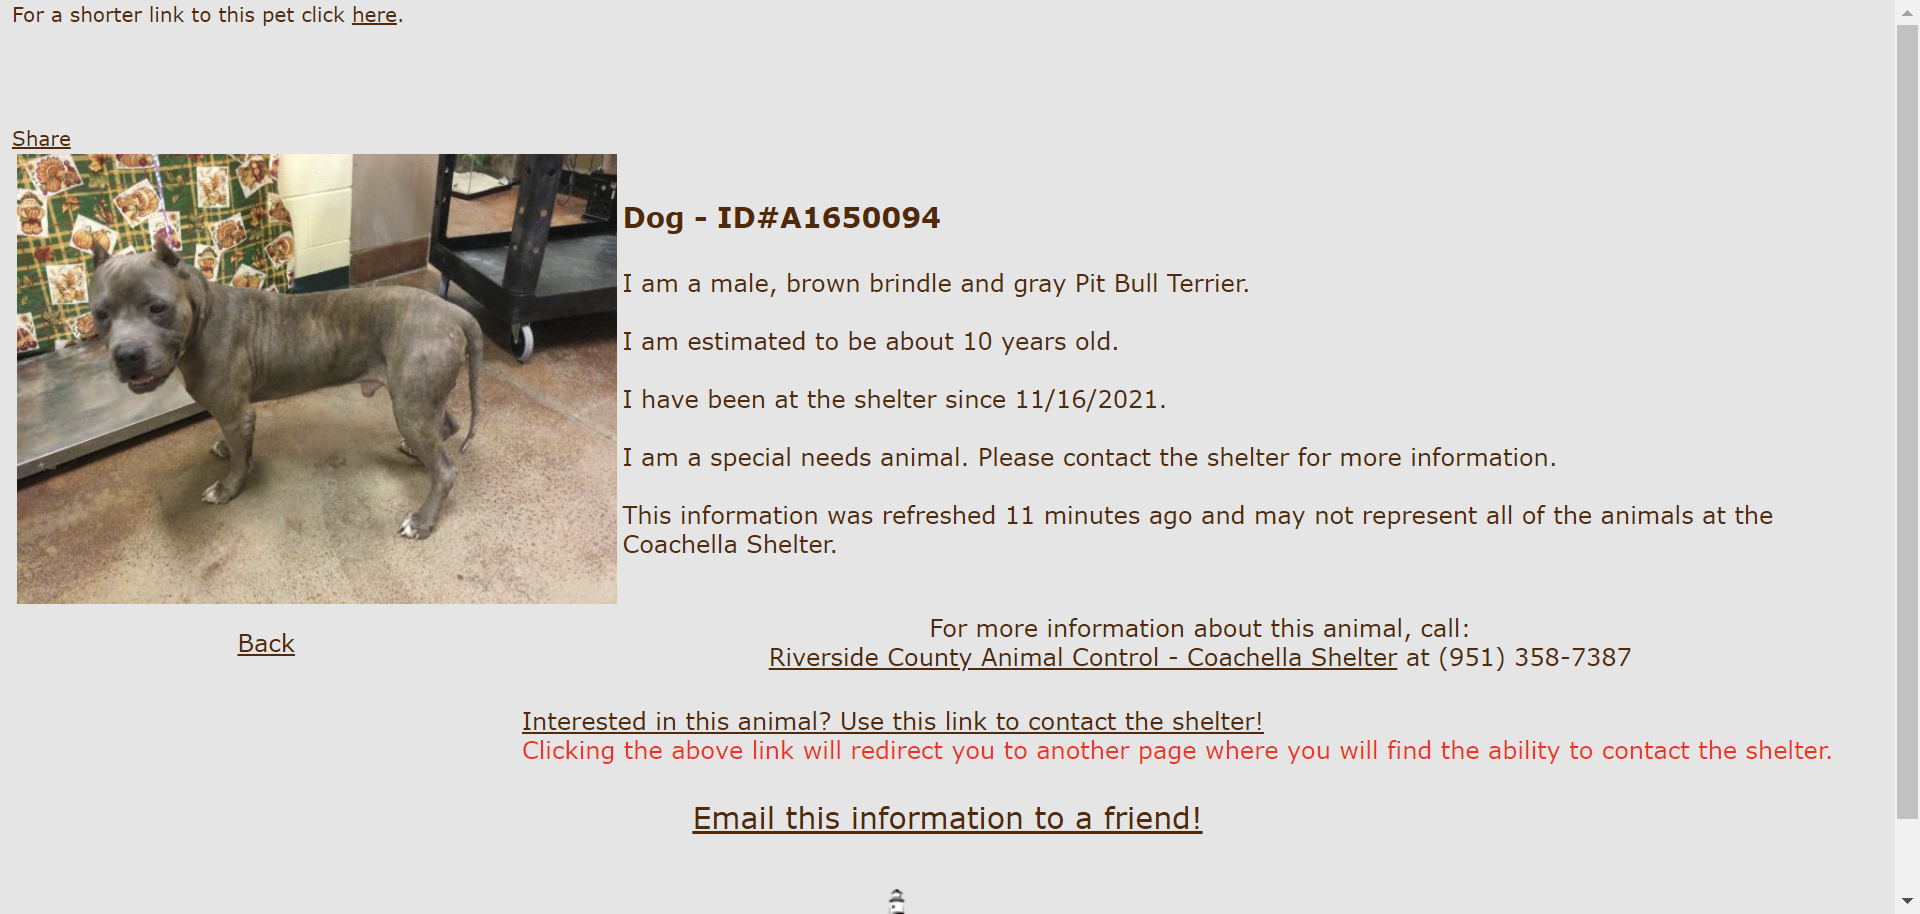 For a shorter link to this pet click here.
Share
Dog - ID#A1650094
I am a male, brown brindle and gray Pit Bull Terrier.
I am estimated to be about 10 years old.
I have been at the shelter since 11/16/2021.
I am a special needs animal. Please contact the shelter for more information.
This information was refreshed 11 minutes ago and may not represent all of the animals at the
Coachella Shelter.
Back
For more information about this animal, call:
Riverside County Animal Control - Coachella Shelter at (951) 358-7387
Interested in this animal? Use this link to contact the shelter!
Clicking the above link will redirect you to another page where you will find the ability to contact the shelter.
Email this information to a friend!